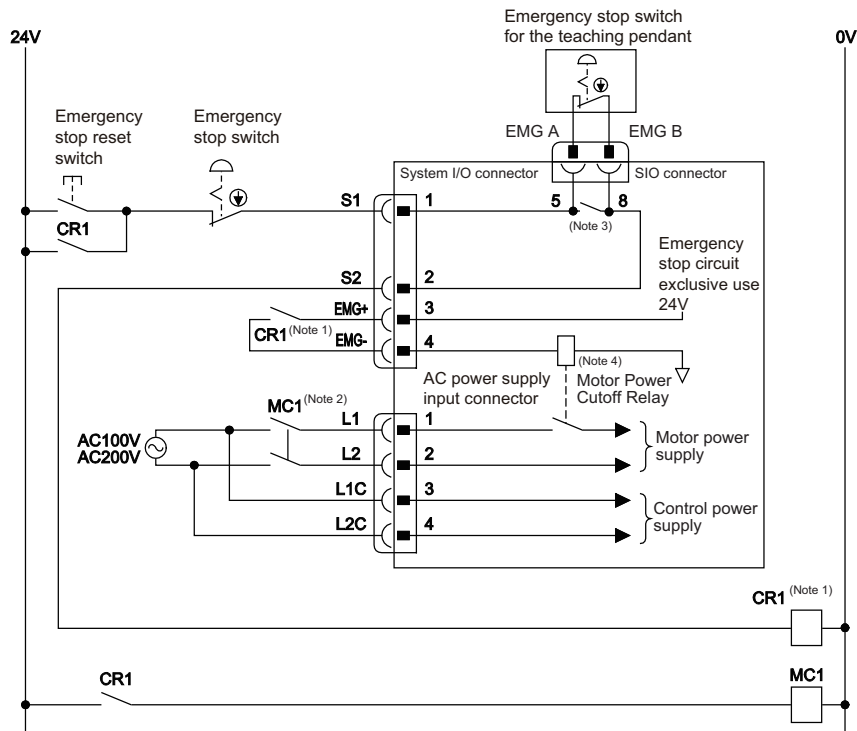 Emergency stop switch
for the teaching pendant
24V
0V
Emergency
stop reset
switch
Emergency
stop switch
EMG A
EMG B
System I/O connector
SIO connector
S1
1
5
8
(Note 3)
CR1
Emergency
stop circuit
exclusive use
24V
S2
2
EMG+
3
CR1 (Note 1)
EMG-
4
(Note 4)
Motor Power
Cutoff Relay
AC power supply
input connector
MC1 (Note 2)
L1
1
AC100V
AC200V
L2
2
Motor power
supply
L1C
3
L2C
4
Control power
supply
CR1 (Note 1)
CR1
MC1